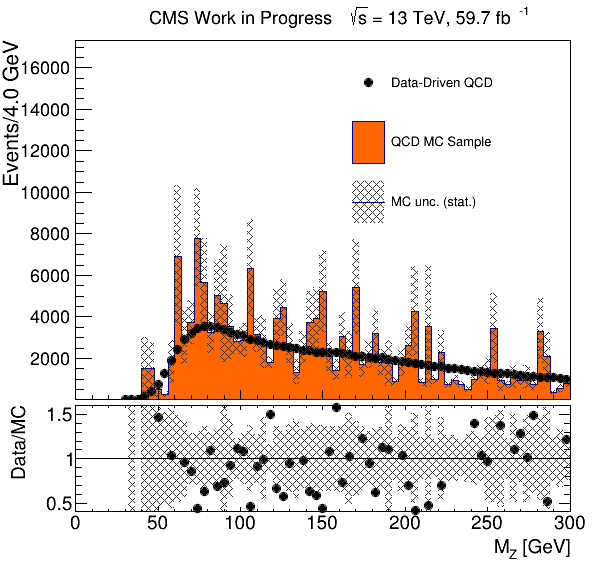 CMS Work in Progress √s = 13 TeV, 59.7 fb⁻¹
Events/4.0 GeV
16000
14000
12000
10000
8000
6000
4000
2000
Data-Driven QCD
QCD MC Sample
MC unc. (stat.)
Data/MC
1.5
1
0.5
0 50 100 150 200 250 300
M_Z [GeV]